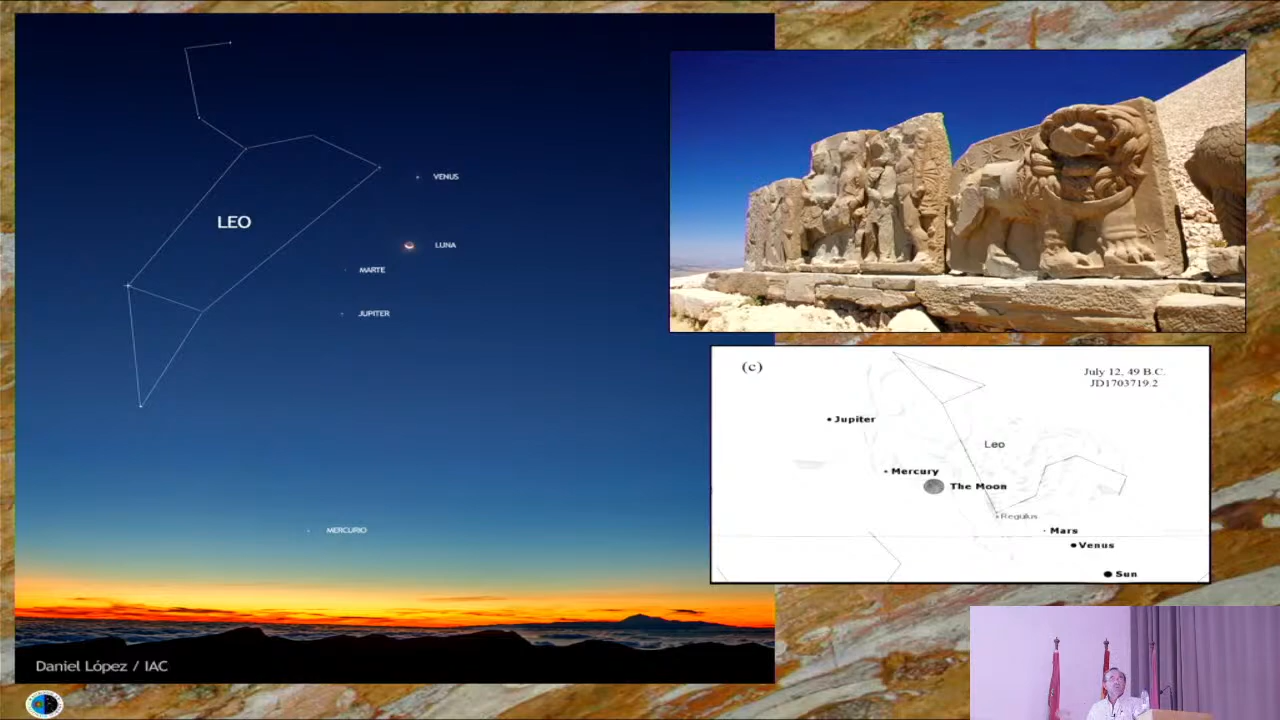 VENUS
LEO
LUNA
MARTE
JUPITER
MERCURIO
Daniel López / IAC
(c)
July 12, 49 B.C.
JD1703719.2
Jupiter
Leo
Mercury
The Moon
Regulus
Mars
Venus
Sun